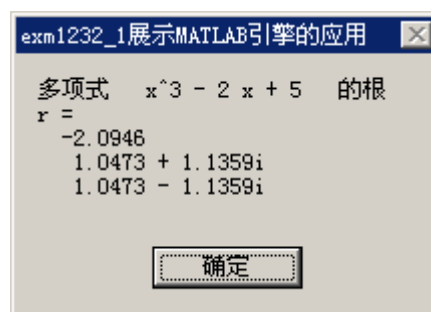 exm1232_1展示MATLAB引擎的应用
多项式 x^3 - 2 x + 5 的根
r =
-2.0946
1.0473 + 1.1359i
1.0473 - 1.1359i
确定